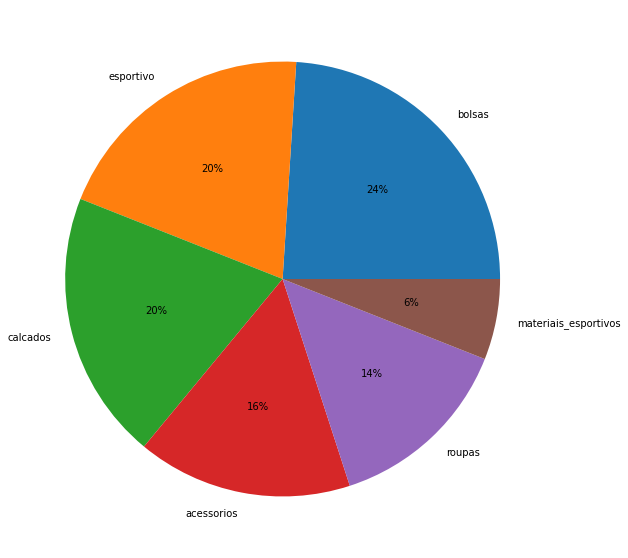 esportivo
bolsas
20%
24%
calcados
20%
6%
materiais_esportivos
14%
16%
roupas
acessorios